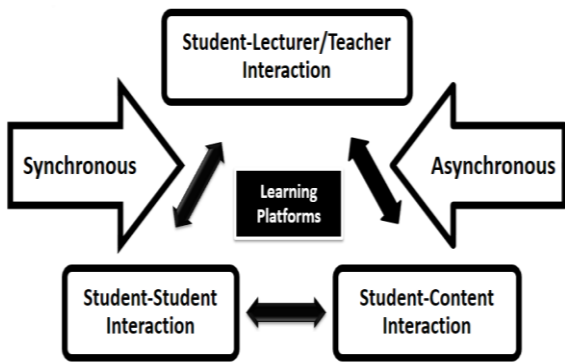 Student-Lecturer/Teacher
Interaction
Synchronous
Asynchronous
Learning
Platforms
Student-Student
Interaction
Student-Content
Interaction